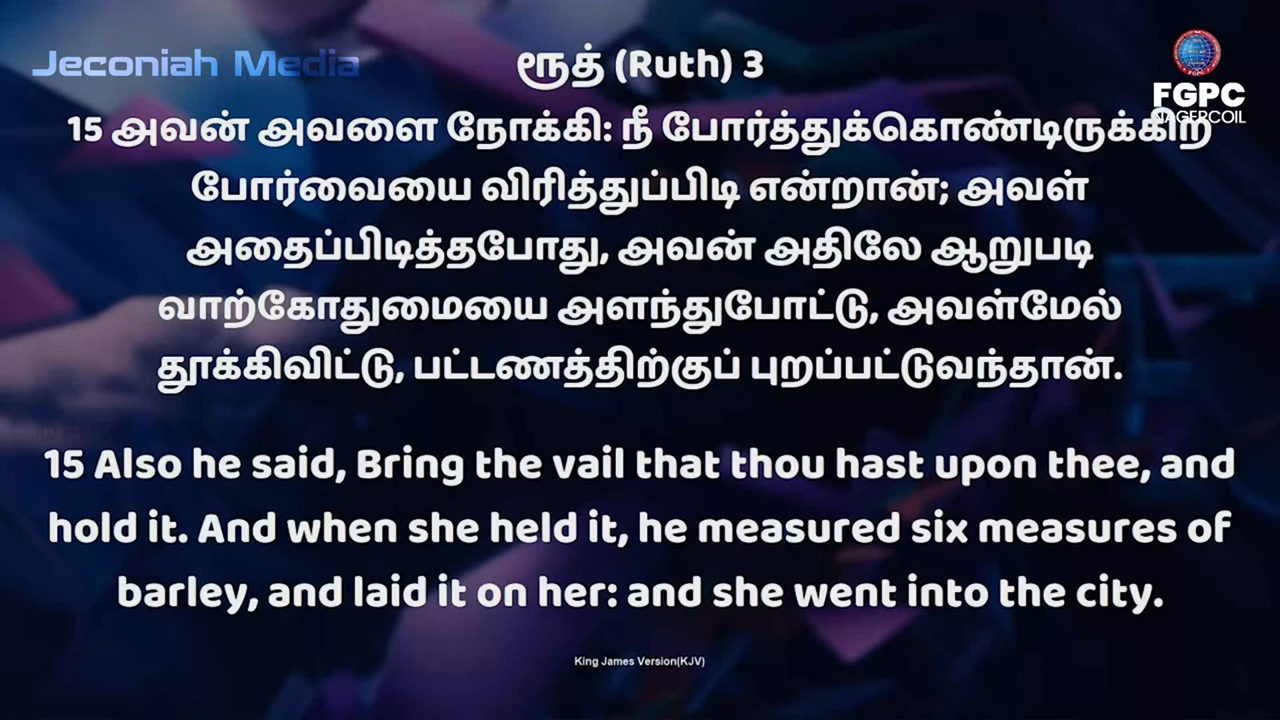 Jeconiah Media
ரூத் (Ruth) 3
FGPC
NAGERCOIL
15 அவன் அவளை நோக்கி: நீ போர்த்துக்கொண்டிருக்கிற
போர்வையை விரித்துப்பிடி என்றான்; அவள்
அதைப்பிடித்தபோது, அவன் அதிலே ஆறுபடி
வாற்கோதுமையை அளந்துபோட்டு, அவள்மேல்
தூக்கிவிட்டு, பட்டணத்திற்குப் புறப்பட்டுவந்தான்.
15 Also he said, Bring the vail that thou hast upon thee, and
hold it. And when she held it, he measured six measures of
barley, and laid it on her: and she went into the city.
King James Version(KJV)